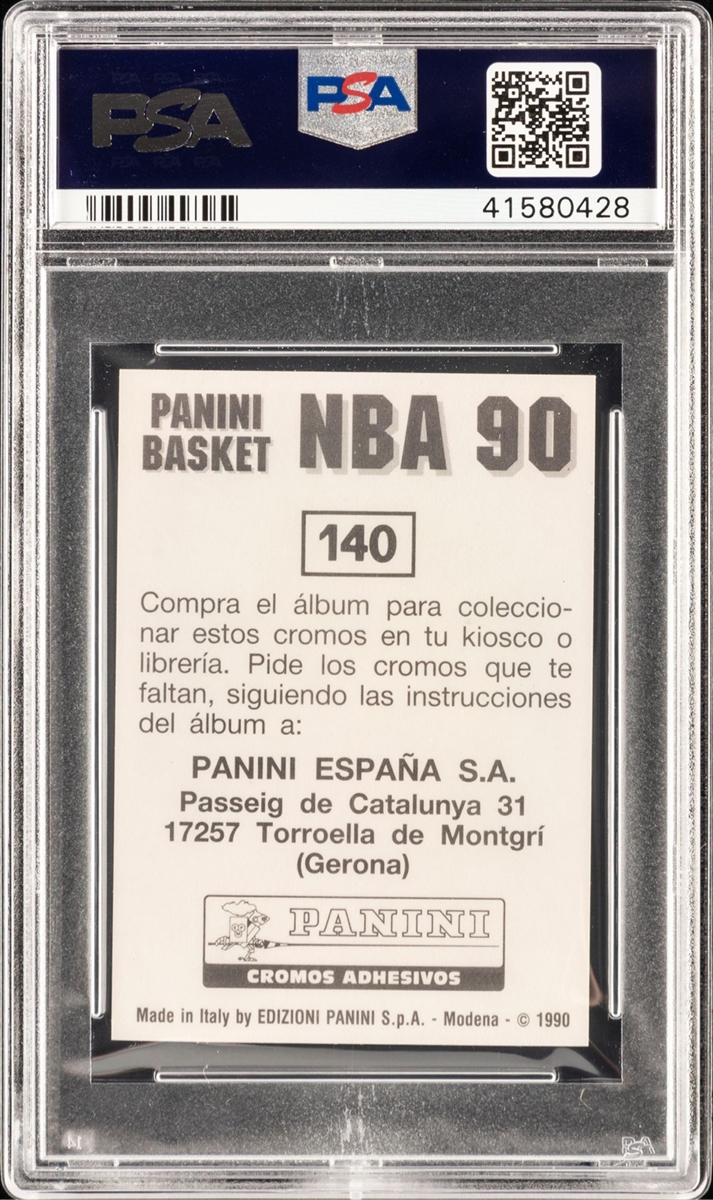 PSA
PSA
41580428
PANINI
BASKET
NBA 90
140
Compra el álbum para coleccio-
nar estos cromos en tu kiosco o
librería. Pide los cromos que te
faltan, siguiendo las instrucciones
del álbum a:
PANINI ESPAÑA S.A.
Passeig de Catalunya 31
17257 Torroella de Montgrí
(Gerona)
PANINI
CROMOS ADHESIVOS
Made in Italy by EDIZIONI PANINI S.p.A. - Modena - © 1990
14
PSA